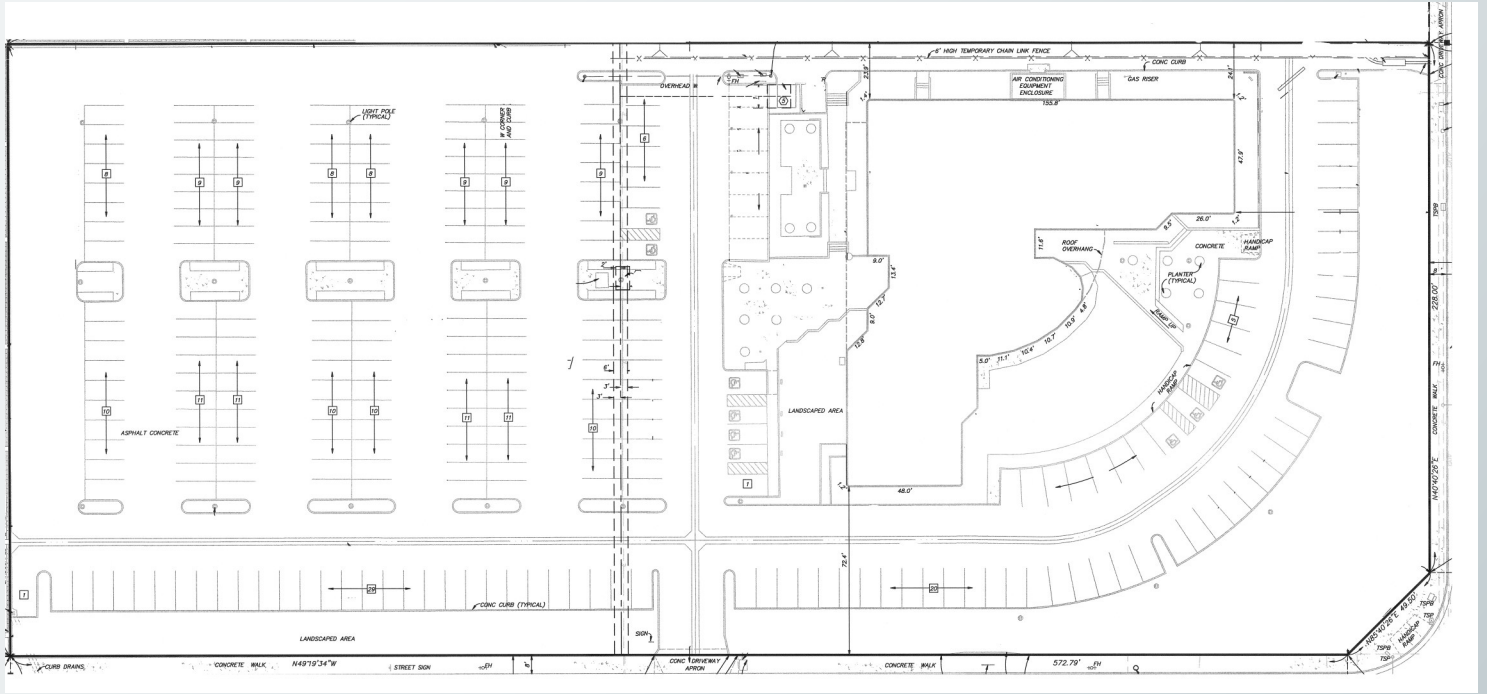 6' HIGH TEMPORARY CHAIN LINK FENCE
CONC DRIVEWAY APRON
CONC CURB
OVERHEAD W
FH
5
23.9'
1.4'
AIR CONDITIONING
EQUIPMENT
ENCLOSURE
GAS RISER
24.1'
155.8'
LIGHT POLE
(TYPICAL)
W CORNER
AND CURB
6
8
9
9
8
8
9
9
9
47.9'
TSPB
26.0'
1.2'
9.5'
11.6'
ROOF
OVERHANG
CONCRETE
HANDICAP
RAMP
PLANTER
(TYPICAL)
2'
9.0'
13.4'
12.7'
9.0'
12.8'
4.8'
10.9'
10.7'
10.4'
11.1'
5.0'
RAMP UP
HANDICAP
RAMP
8'
228.00'
FH
CONCRETE WALK
N40°40'26"E
6'
3'
3'
10
11
11
10
10
11
11
10
ASPHALT CONCRETE
LANDSCAPED AREA
1
48.0'
72.4'
1
29
20
CONC CURB (TYPICAL)
LANDSCAPED AREA
SIGN
N85°40'26"E 49.50'
TSPB
TSP
HANDICAP
RAMP
TSPB
TSP
CURB DRAINS
CONCRETE WALK
N49°19'34"W
STREET SIGN
FH
8'
CONC DRIVEWAY
APRON
CONCRETE WALK
572.79'
FH